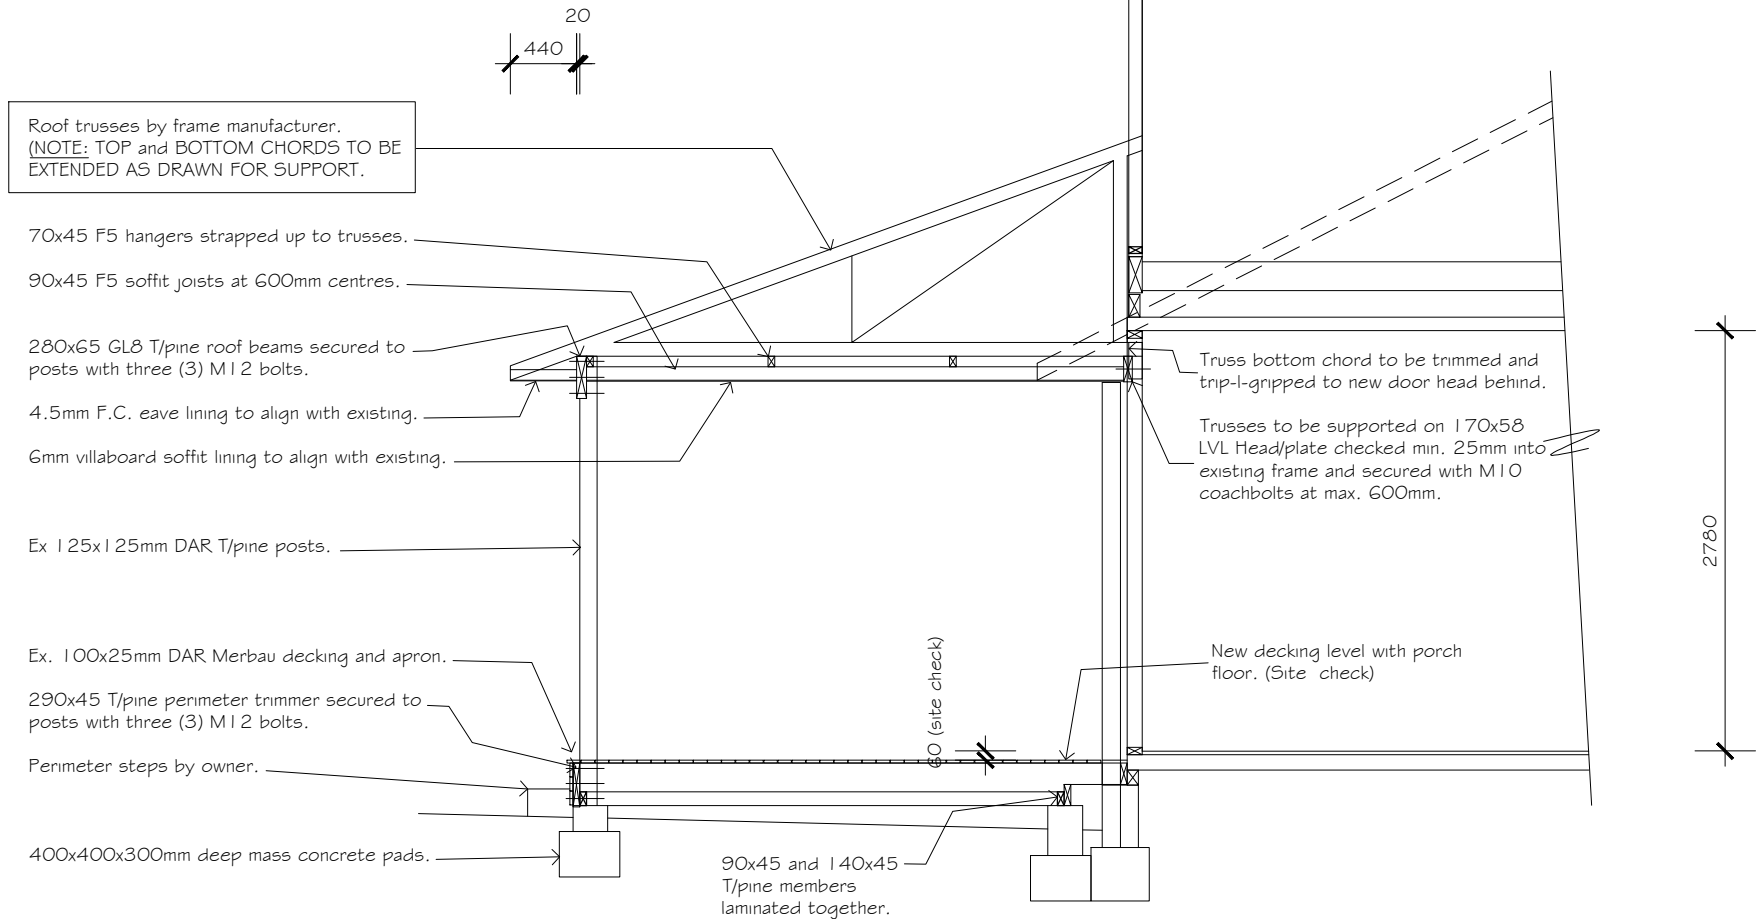 20
440
Roof trusses by frame manufacturer.
(NOTE: TOP and BOTTOM CHORDS TO BE
EXTENDED AS DRAWN FOR SUPPORT.
70x45 F5 hangers strapped up to trusses.
90x45 F5 soffit joists at 600mm centres.
280x65 GL8 T/pine roof beams secured to
posts with three (3) M12 bolts.
4.5mm F.C. eave lining to align with existing.
6mm villaboard soffit lining to align with existing.
Ex 125x125mm DAR T/pine posts.
Ex. 100x25mm DAR Merbau decking and apron.
290x45 T/pine perimeter trimmer secured to
posts with three (3) M12 bolts.
Perimeter steps by owner.
400x400x300mm deep mass concrete pads.
Truss bottom chord to be trimmed and
trip-l-gripped to new door head behind.
Trusses to be supported on 170x58
LVL Head/plate checked min. 25mm into
existing frame and secured with M10
coachbolts at max. 600mm.
2780
60 (site check)
New decking level with porch
floor. (Site check)
90x45 and 140x45
T/pine members
laminated together.